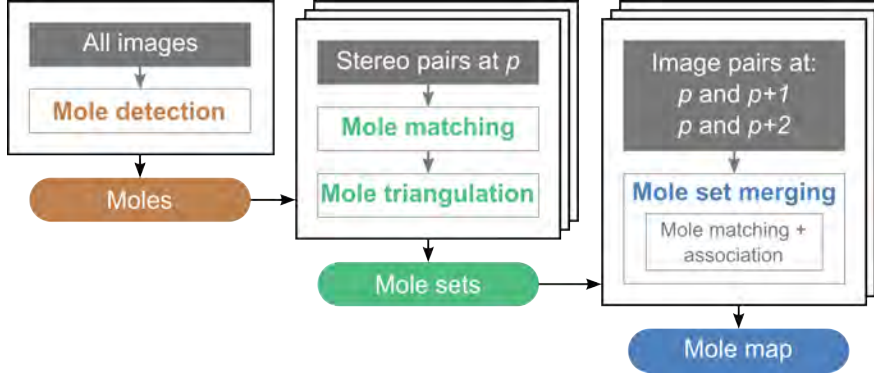 All images
Mole detection
Moles
Stereo pairs at p
Mole matching
Mole triangulation
Mole sets
Image pairs at:
p and p+1
p and p+2
Mole set merging
Mole matching +
association
Mole map